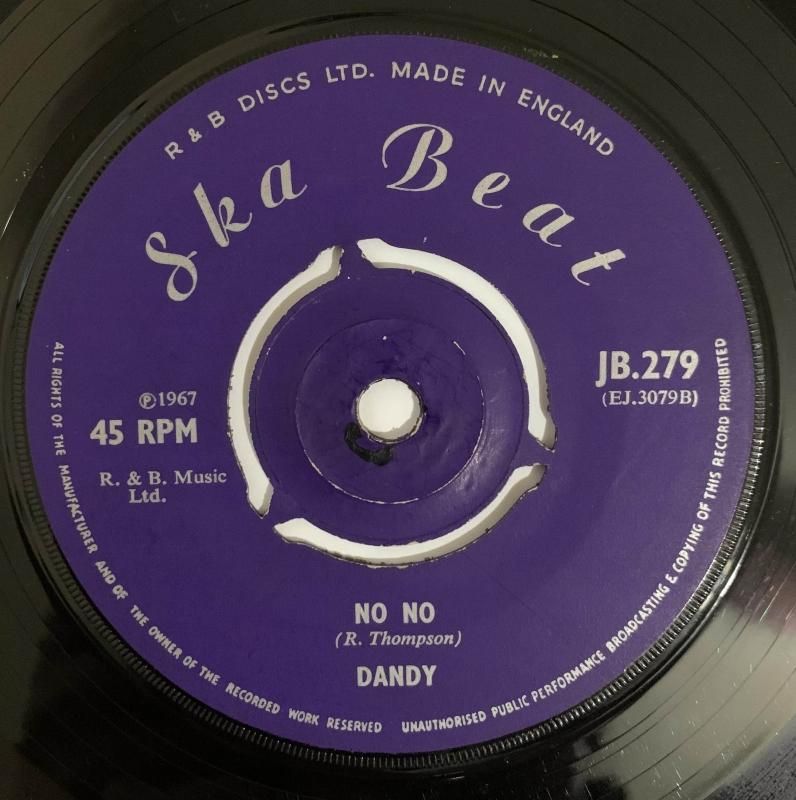 R & B DISCS LTD. MADE IN ENGLAND
Ska Beat
℗1967
45 RPM
R. & B. Music
Ltd.
JB.279
(EJ.3079B)
NO NO
(R. Thompson)
DANDY
ALL RIGHTS OF THE MANUFACTURER AND OF THE OWNER OF THE RECORDED WORK RESERVED UNAUTHORISED PUBLIC PERFORMANCE BROADCASTING & COPYING OF THIS RECORD PROHIBITED